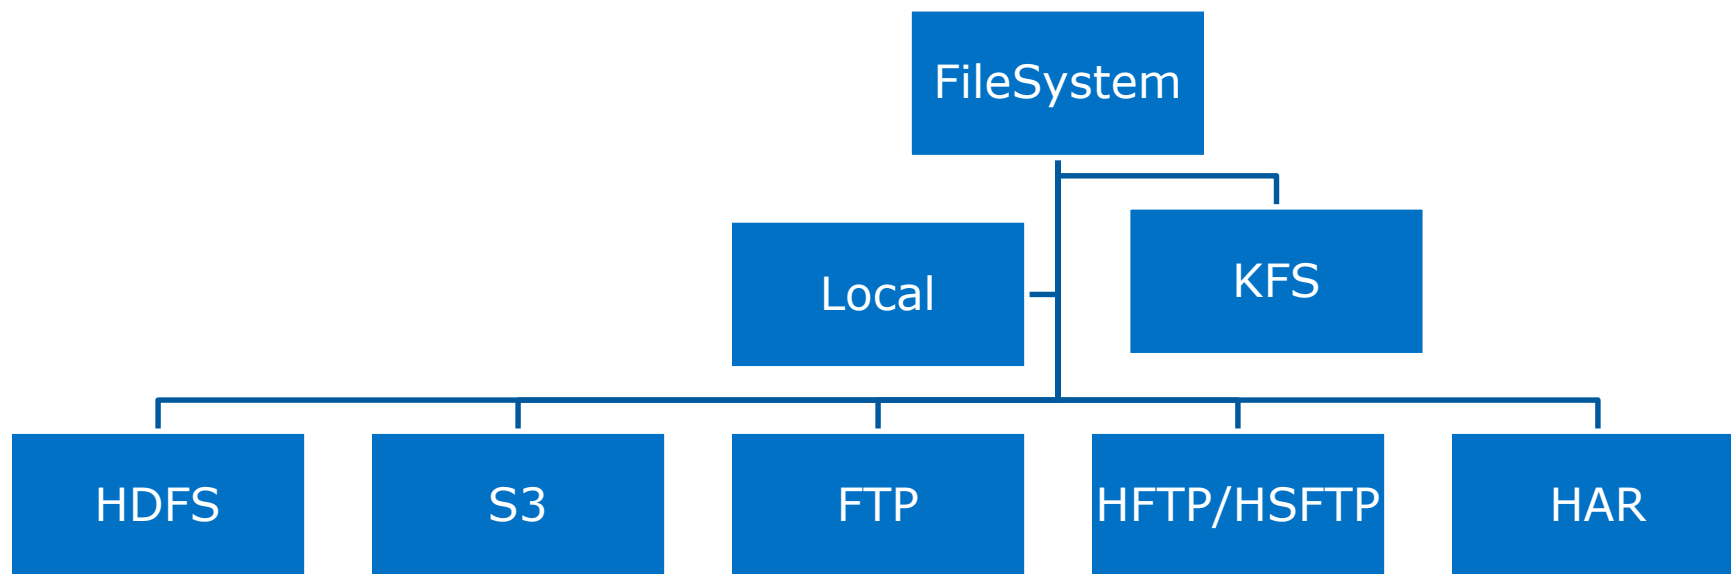 FileSystem
Local
KFS
HDFS
S3
FTP
HFTP/HSFTP
HAR